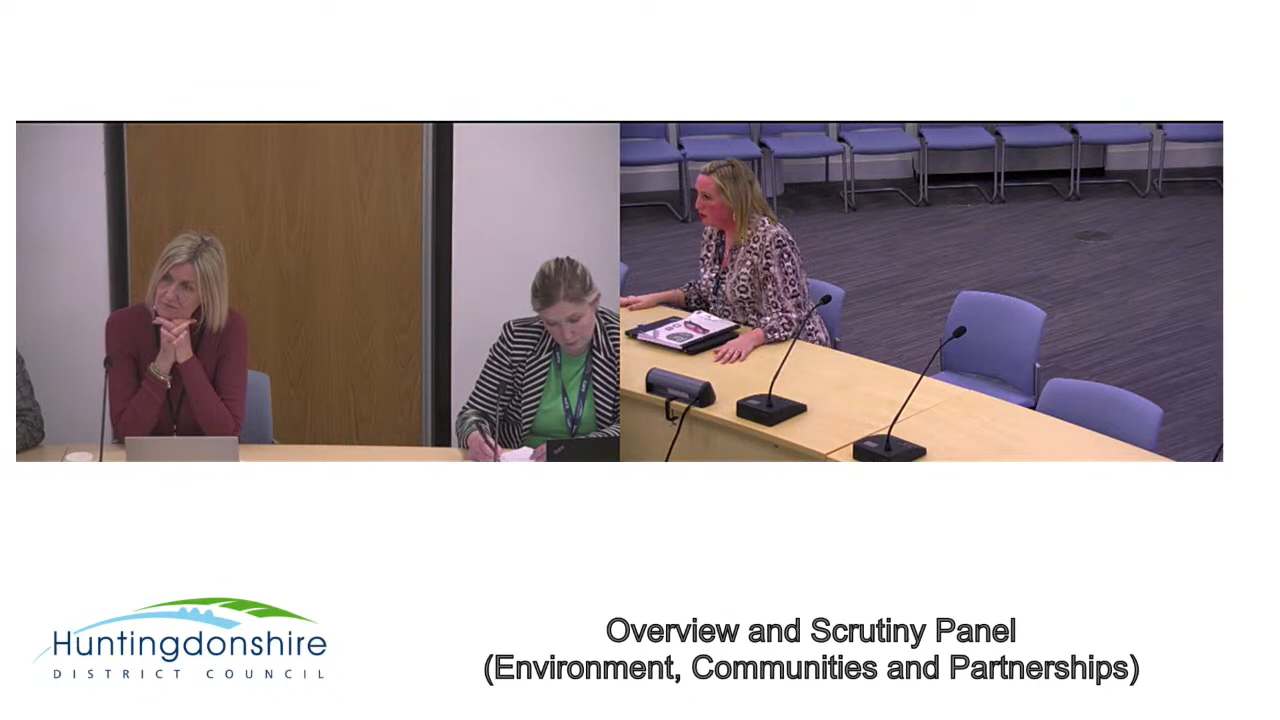 Huntingdonshire
DISTRICT COUNCIL
Overview and Scrutiny Panel
(Environment, Communities and Partnerships)